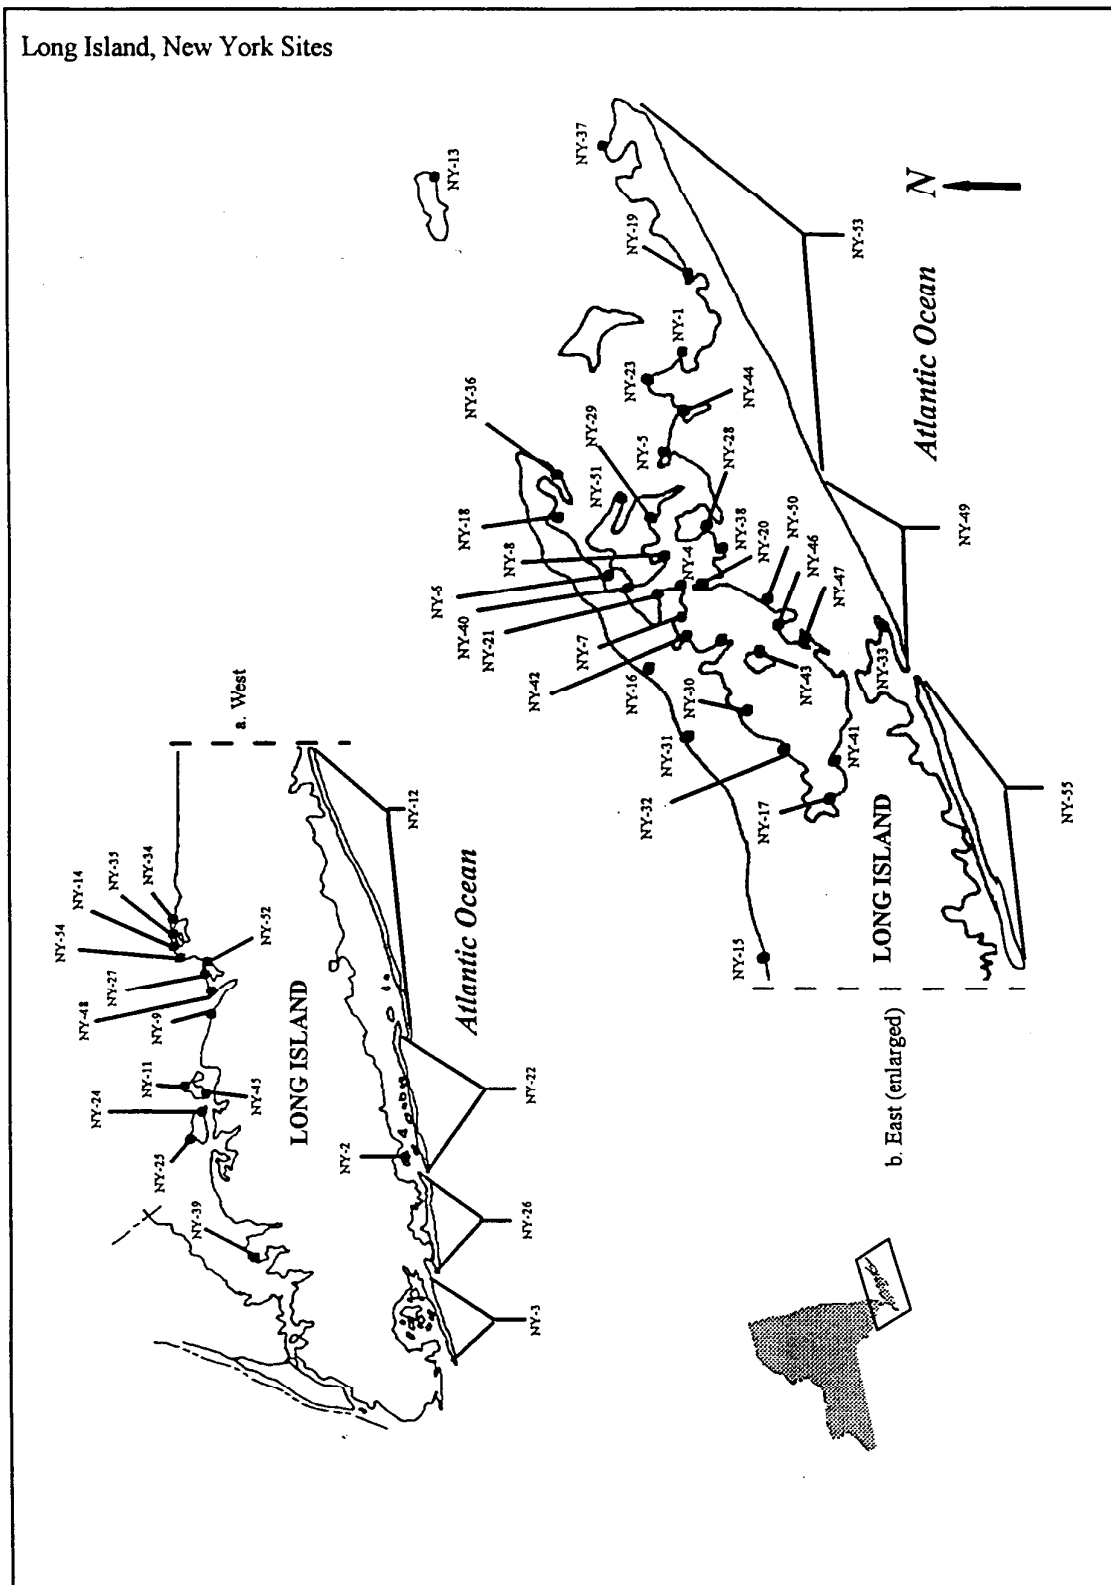 Long Island, New York Sites
NY-54
NY-14
NY-35
NY-34
NY-52
NY-27
NY-48
NY-9
NY-11
NY-24
NY-45
NY-25
NY-39
LONG ISLAND
a. West
NY-12
Atlantic Ocean
NY-22
NY-2
NY-26
NY-3
NY-13
NY-37
NY-19
NY-1
NY-23
NY-44
NY-36
NY-29
NY-5
NY-51
NY-28
NY-18
NY-8
NY-38
NY-6
NY-4
NY-20
NY-40
NY-21
NY-50
NY-46
NY-7
NY-47
NY-42
NY-16
NY-43
NY-33
NY-30
NY-31
NY-41
NY-32
NY-17
NY-15
LONG ISLAND
N
NY-53
Atlantic Ocean
NY-49
NY-55
b. East (enlarged)